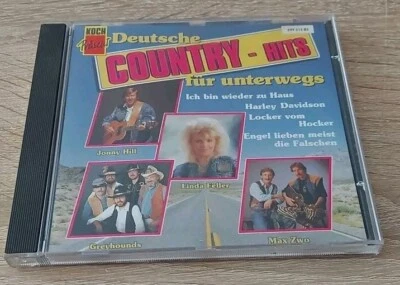 KOCH
Präsent
Deutsche
COUNTRY-HITS
für unterwegs
Ich bin wieder zu Haus
Harley Davidson
Locker vom
Hocker
Engel lieben meist
die Falschen
Jonny Hill
Linda Feller
Greyhounds
Max/Zwo